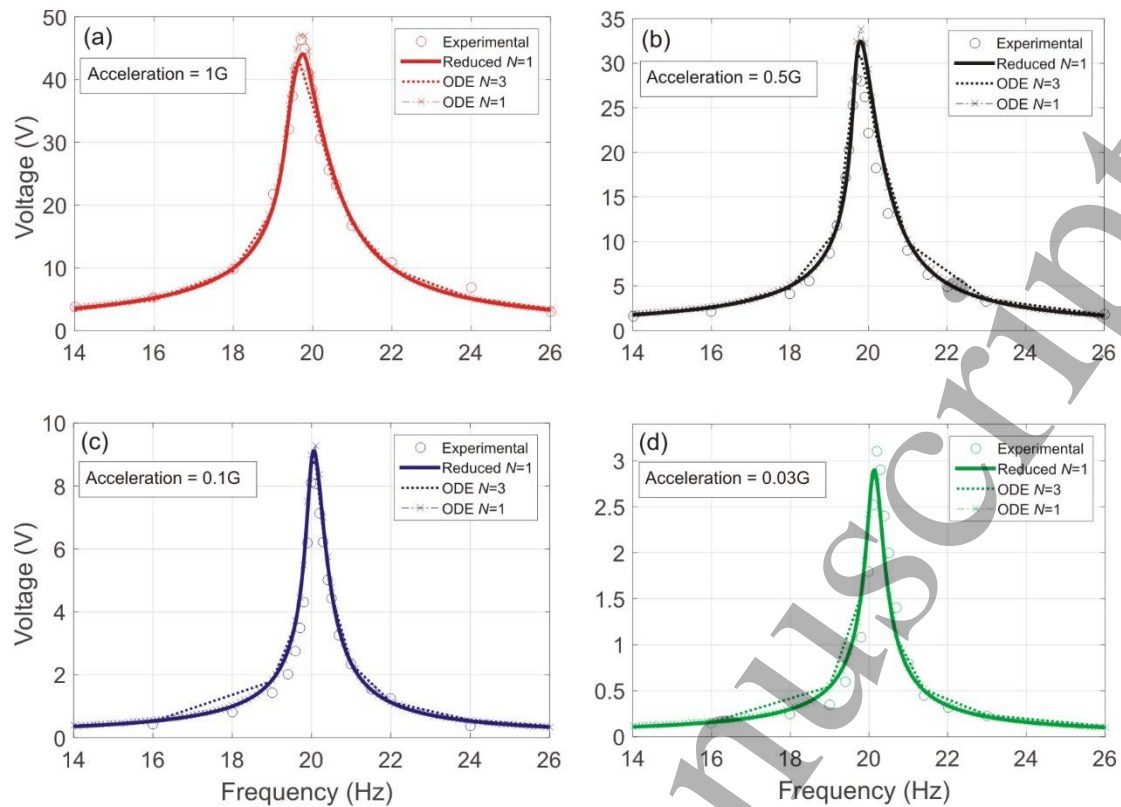 (a)
Acceleration = 1G
Experimental
Reduced N=1
ODE N=3
ODE N=1
Voltage (V)
50
40
30
20
10
0
14 16 18 20 22 24 26
(b)
Acceleration = 0.5G
Experimental
Reduced N=1
ODE N=3
ODE N=1
35
30
25
20
15
10
5
0
14 16 18 20 22 24 26
(c)
Acceleration = 0.1G
Experimental
Reduced N=1
ODE N=3
ODE N=1
Voltage (V)
10
8
6
4
2
0
14 16 18 20 22 24 26
Frequency (Hz)
(d)
Acceleration = 0.03G
Experimental
Reduced N=1
ODE N=3
ODE N=1
3
2.5
2
1.5
1
0.5
0
14 16 18 20 22 24 26
Frequency (Hz)
nuscript